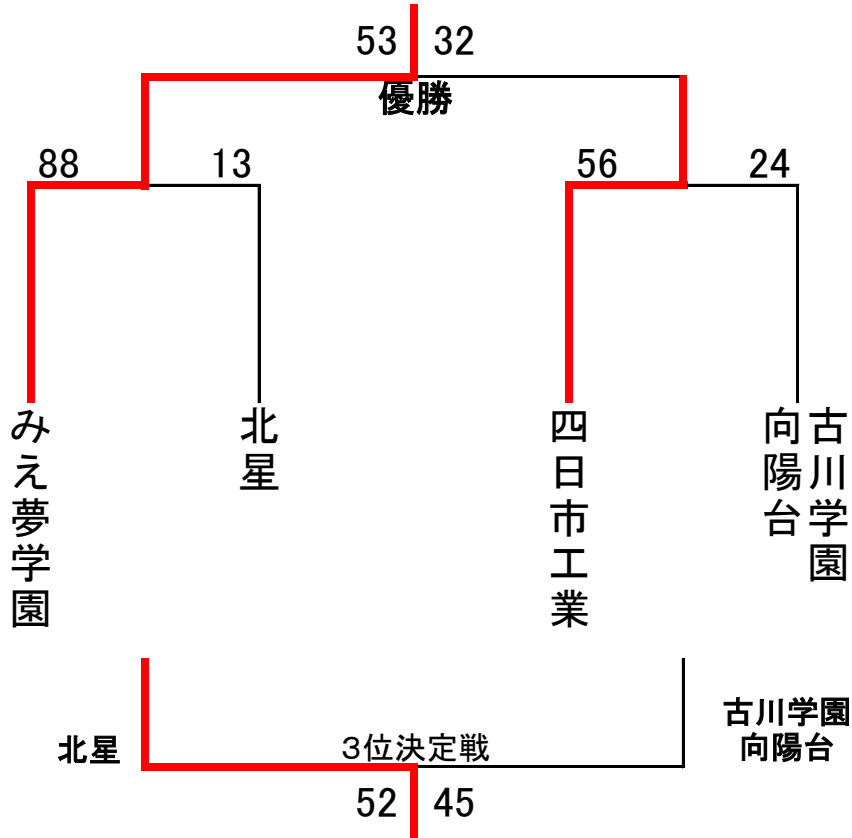 53 32
優勝
88 13 56 24
みえ夢学園
北星
四日市工業
古川学園
向陽台
北星
3位決定戦
古川学園
向陽台
52 45